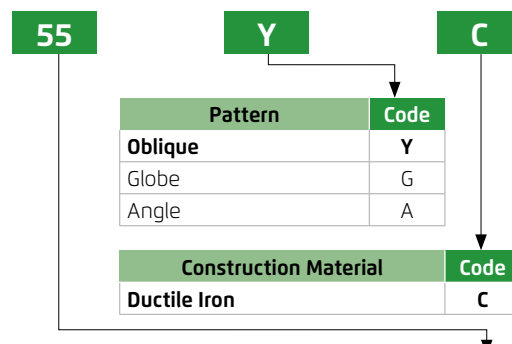 55 Y C
Pattern Code
Oblique Y
Globe G
Angle A
Construction Material Code
Ductile Iron C